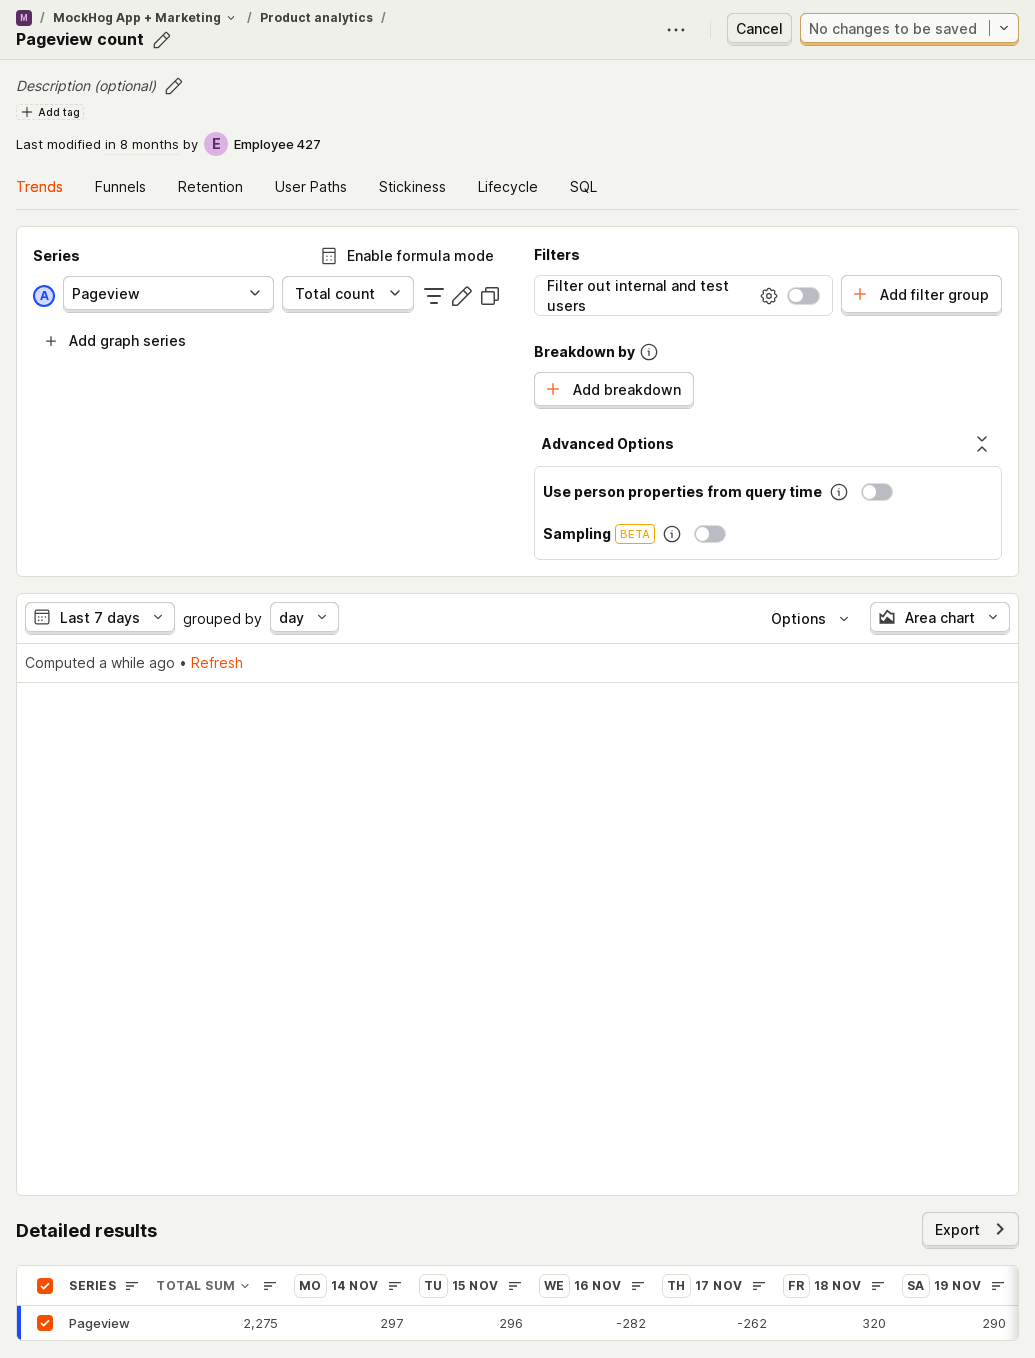 M / MockHog App + Marketing / Product analytics /
Pageview count
Cancel
No changes to be saved
Description (optional)
Add tag
Last modified in 8 months by E Employee 427
Trends Funnels Retention User Paths Stickiness Lifecycle SQL
Series
Enable formula mode
A Pageview Total count
Add graph series
Filters
Filter out internal and test
users
Add filter group
Breakdown by
Add breakdown
Advanced Options
Use person properties from query time
Sampling BETA
Last 7 days grouped by day
Options Area chart
Computed a while ago • Refresh
Detailed results
Export
SERIES TOTAL SUM MO 14 NOV TU 15 NOV WE 16 NOV TH 17 NOV FR 18 NOV SA 19 NOV
Pageview 2,275 297 296 -282 -262 320 290